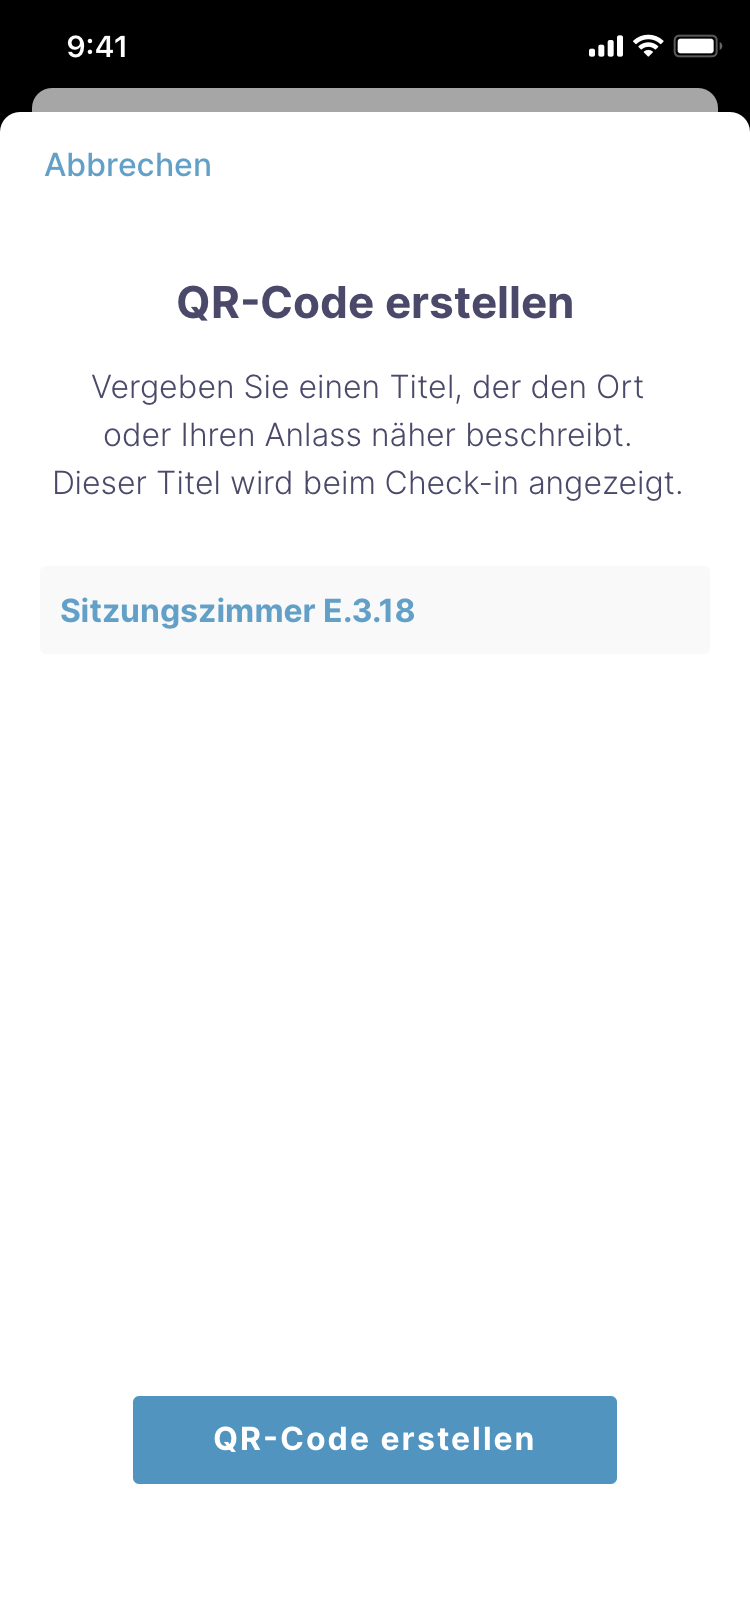 9:41
Abbrechen
QR-Code erstellen
Vergeben Sie einen Titel, der den Ort
oder Ihren Anlass näher beschreibt.
Dieser Titel wird beim Check-in angezeigt.
Sitzungszimmer E.3.18
QR-Code erstellen